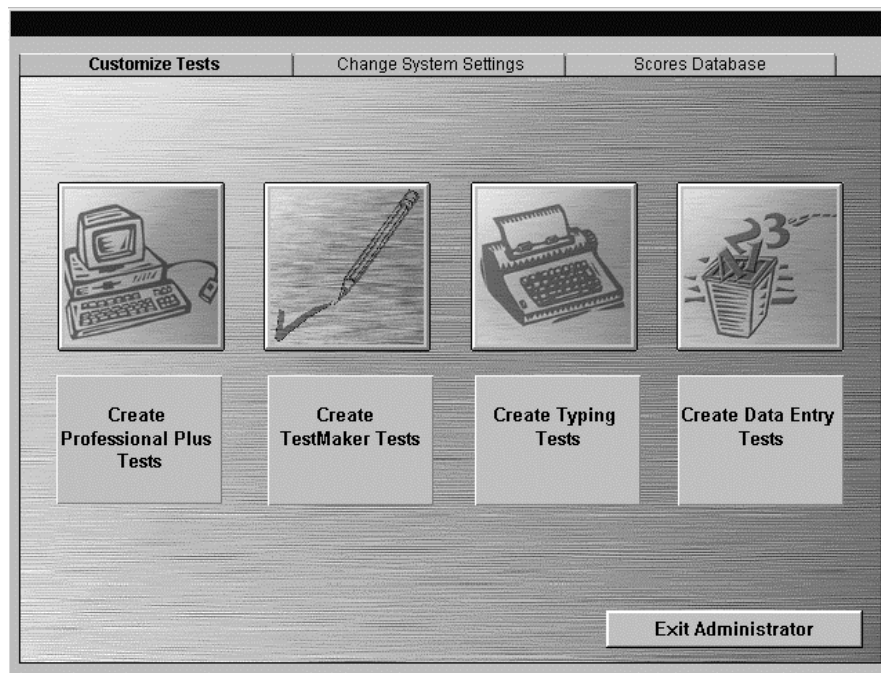 Customize Tests
Change System Settings
Scores Database
23
Create
Professional Plus
Tests
Create
TestMaker Tests
Create Typing
Tests
Create Data Entry
Tests
Exit Administrator